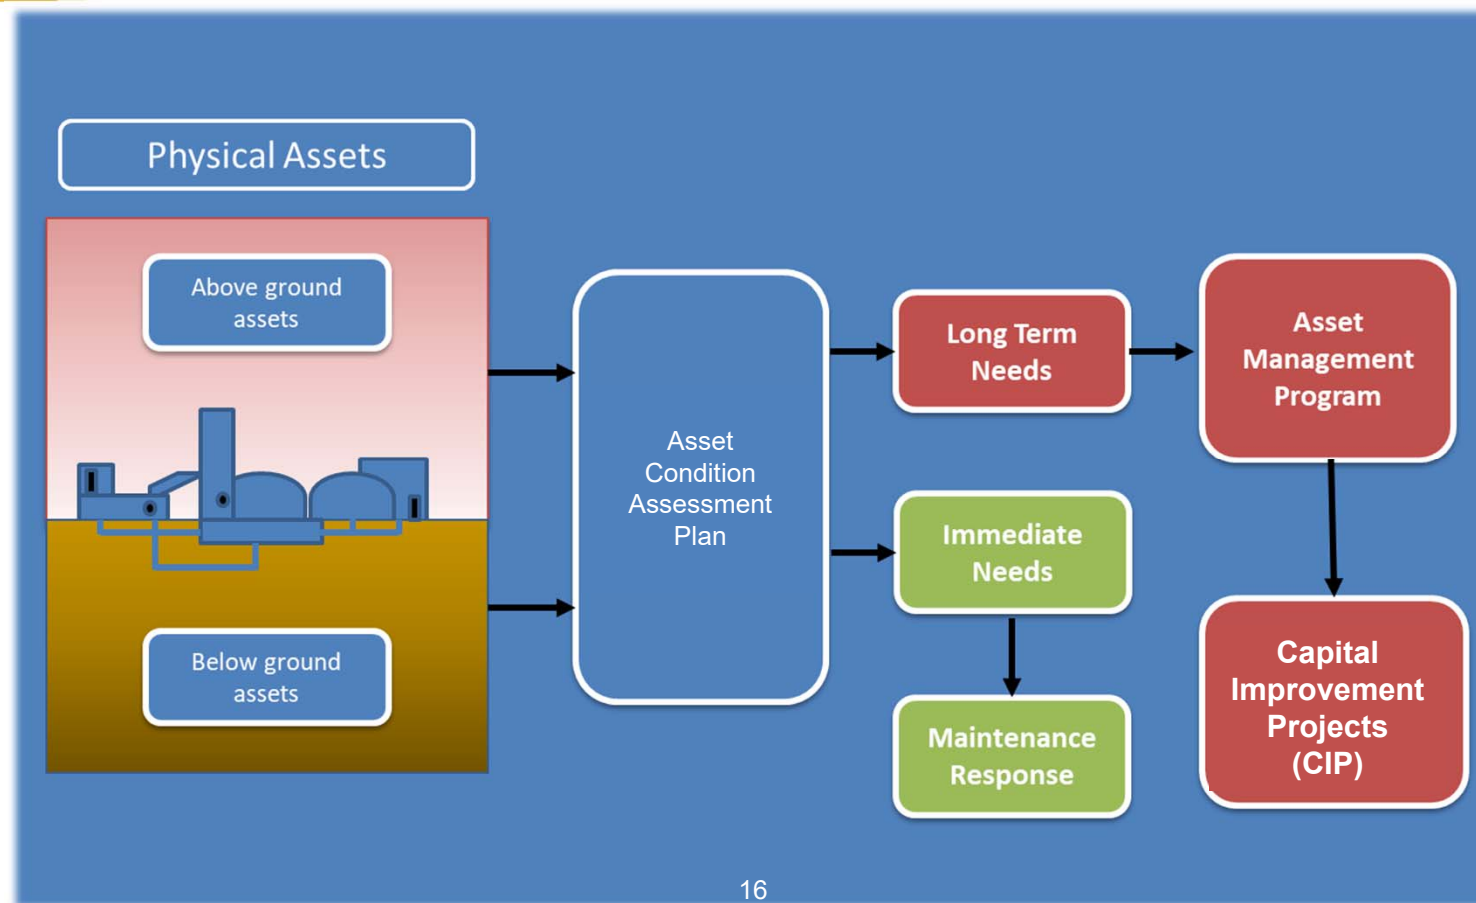 Physical Assets
Above ground
assets
Below ground
assets
Asset
Condition
Assessment
Plan
Long Term
Needs
Immediate
Needs
Maintenance
Response
Asset
Management
Program
Capital
Improvement
Projects
(CIP)
16